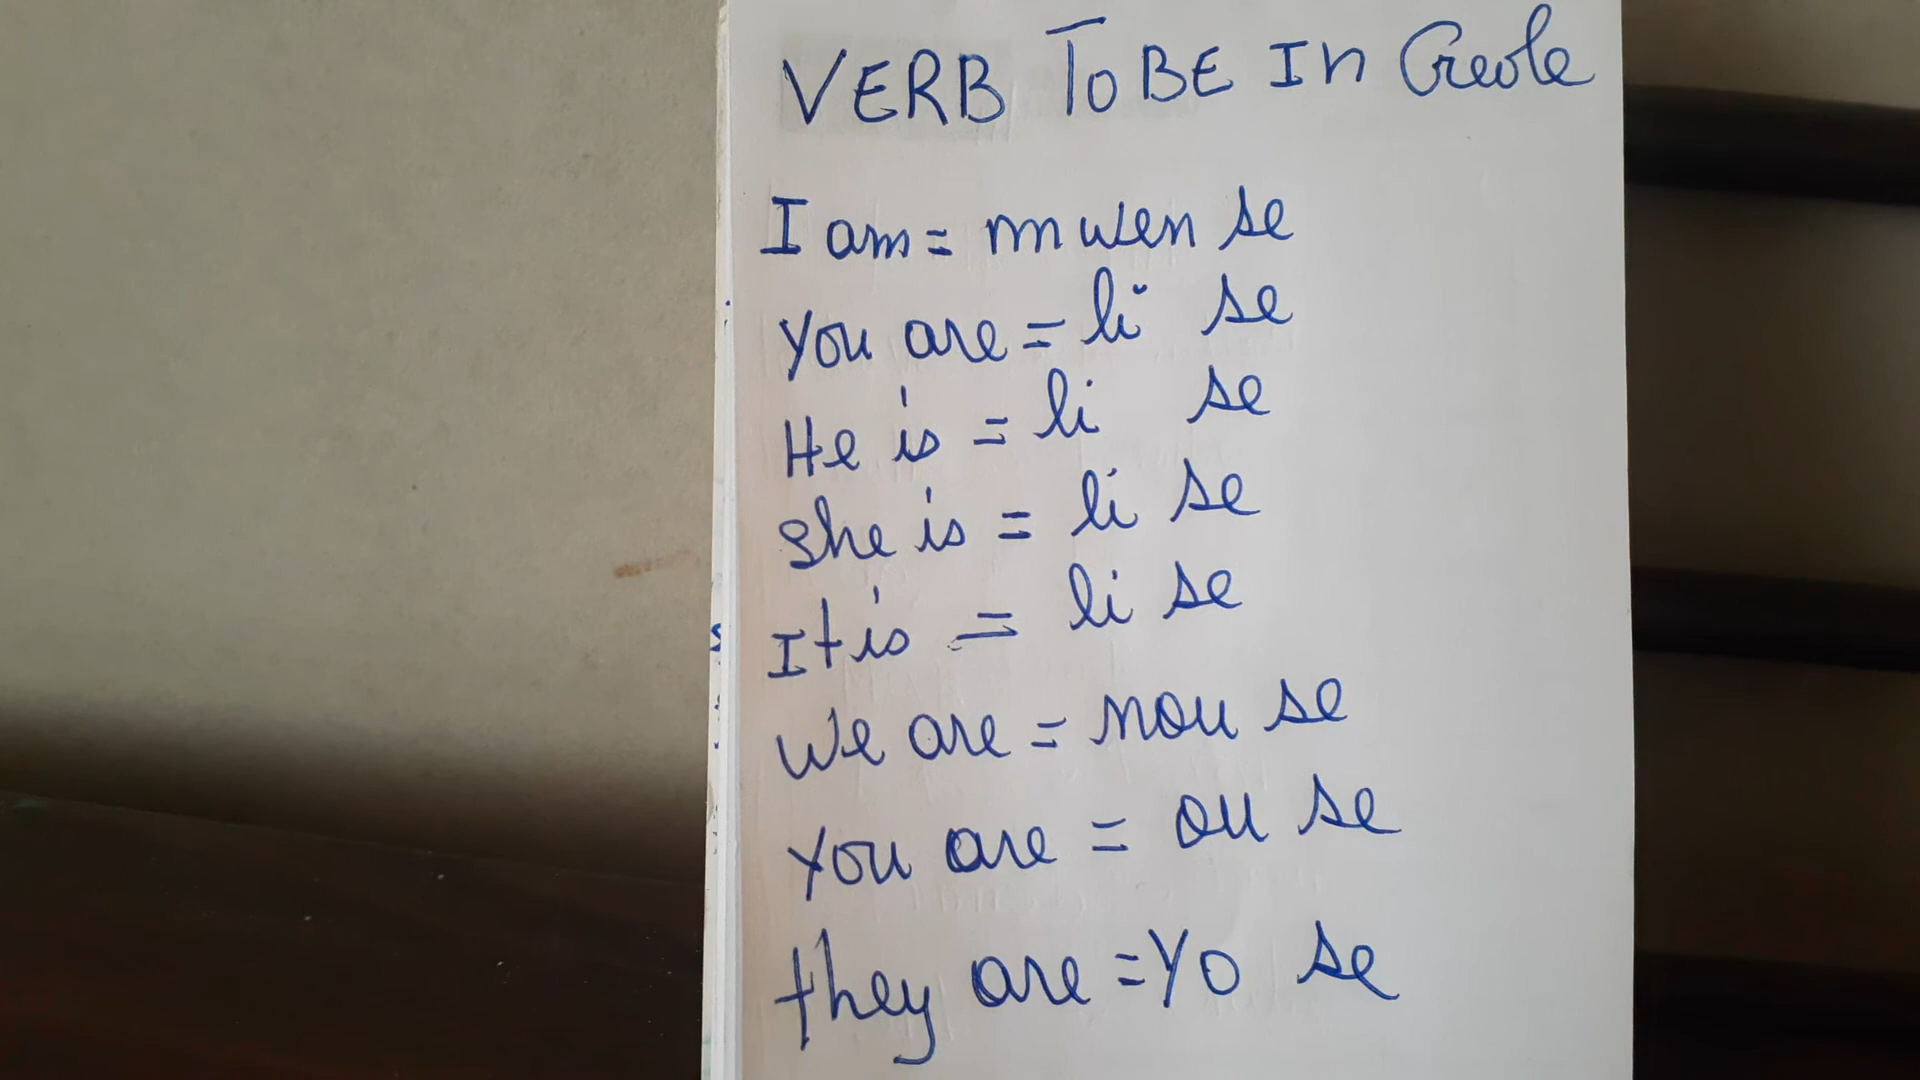 VERB To BE In Creole
I am = mwen se
You are = li se
He is = li se
she is = li se
It is = li se
We are = nou se
You are = ou se
they are = Yo se